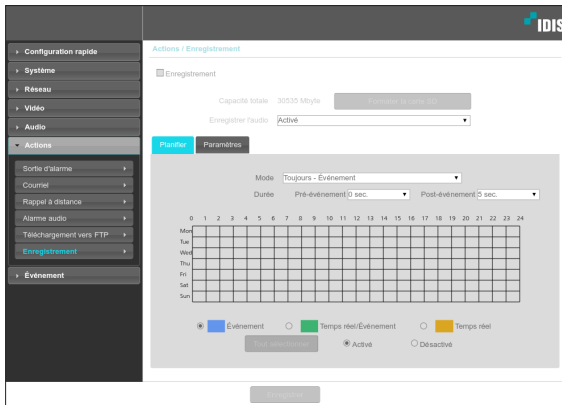 IDIS
Configuration rapide
Système
Réseau
Vidéo
Audio
Actions
Sortie d'alarme
Courriel
Rappel à distance
Alarme audio
Téléchargement vers FTP
Enregistrement
Événement
Actions / Enregistrement
Enregistrement
Capacité totale 30535 Mbyte Formater la carte SD
Enregistrer l'audio Activé
Planifier Paramètres
Mode Toujours - Événement
Durée Pré-événement 0 sec. Post-événement 5 sec.
0 1 2 3 4 5 6 7 8 9 10 11 12 13 14 15 16 17 18 19 20 21 22 23 24
Mon
Tue
Wed
Thu
Fri
Sat
Sun
Événement Temps réel/Événement Temps réel
Tout sélectionner Activé Désactivé
Enregistrer